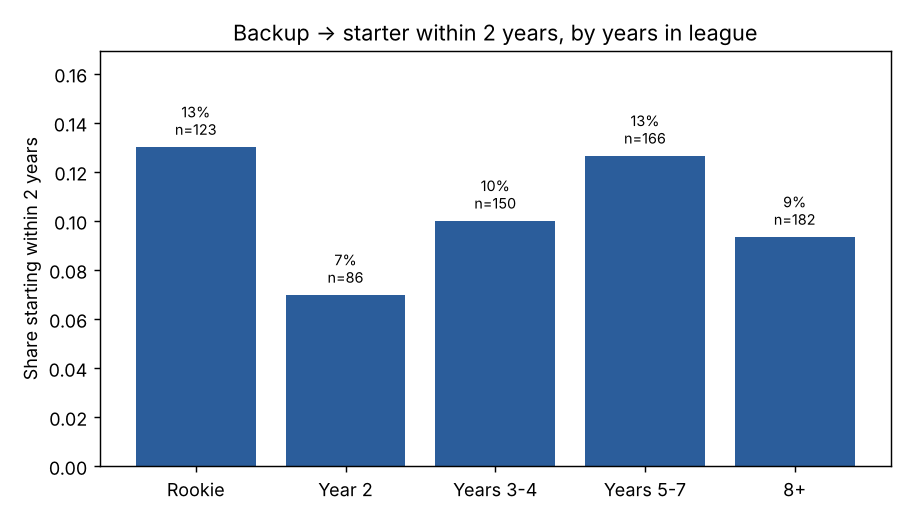 Backup → starter within 2 years, by years in league
Share starting within 2 years
0.16
0.14
0.12
0.10
0.08
0.06
0.04
0.02
0.00
13%
n=123
7%
n=86
10%
n=150
13%
n=166
9%
n=182
Rookie
Year 2
Years 3-4
Years 5-7
8+